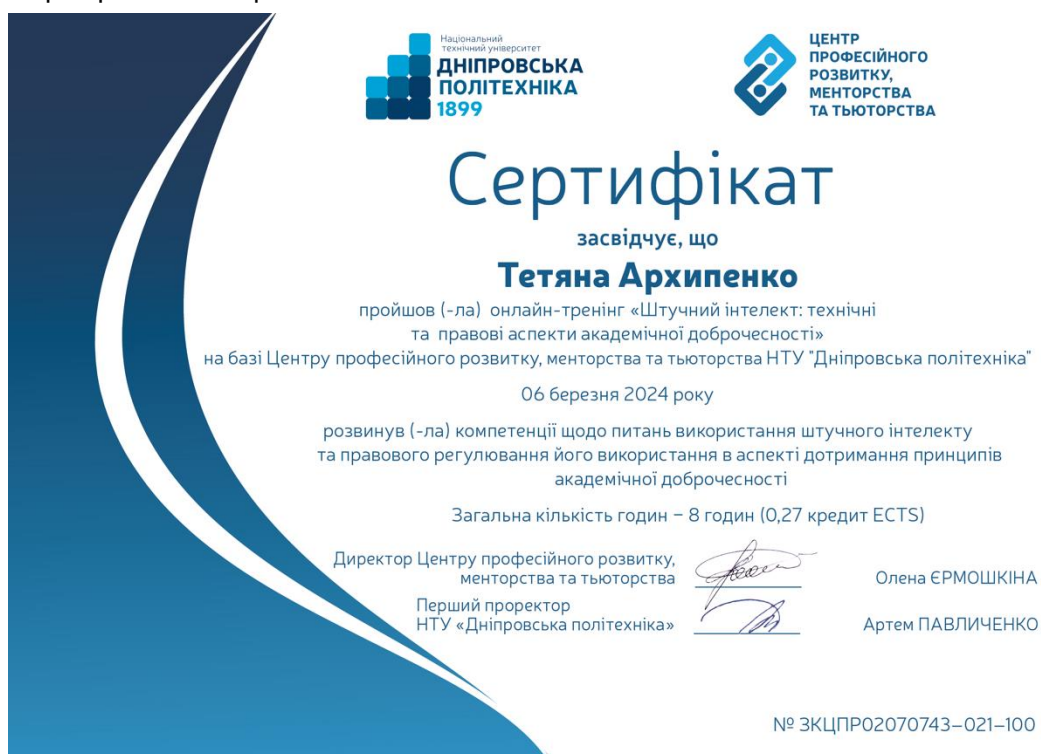 Національний
технічний університет
ДНІПРОВСЬКА
ПОЛІТЕХНІКА
1899
ЦЕНТР
ПРОФЕСІЙНОГО
РОЗВИТКУ,
МЕНТОРСТВА
ТА ТЬЮТОРСТВА
Сертифікат
засвідчує, що
Тетяна Архипенко
пройшов (-ла) онлайн-тренінг «Штучний інтелект: технічні
та правові аспекти академічної доброчесності»
на базі Центру професійного розвитку, менторства та тьюторства НТУ "Дніпровська політехніка"
06 березня 2024 року
розвинув (-ла) компетенції щодо питань використання штучного інтелекту
та правового регулювання його використання в аспекті дотримання принципів
академічної доброчесності
Загальна кількість годин – 8 годин (0,27 кредит ECTS)
Директор Центру професійного розвитку,
менторства та тьюторства
Олена ЄРМОШКІНА
Перший проректор
НТУ «Дніпровська політехніка»
Артем ПАВЛИЧЕНКО
№ ЗКЦПР02070743–021–100